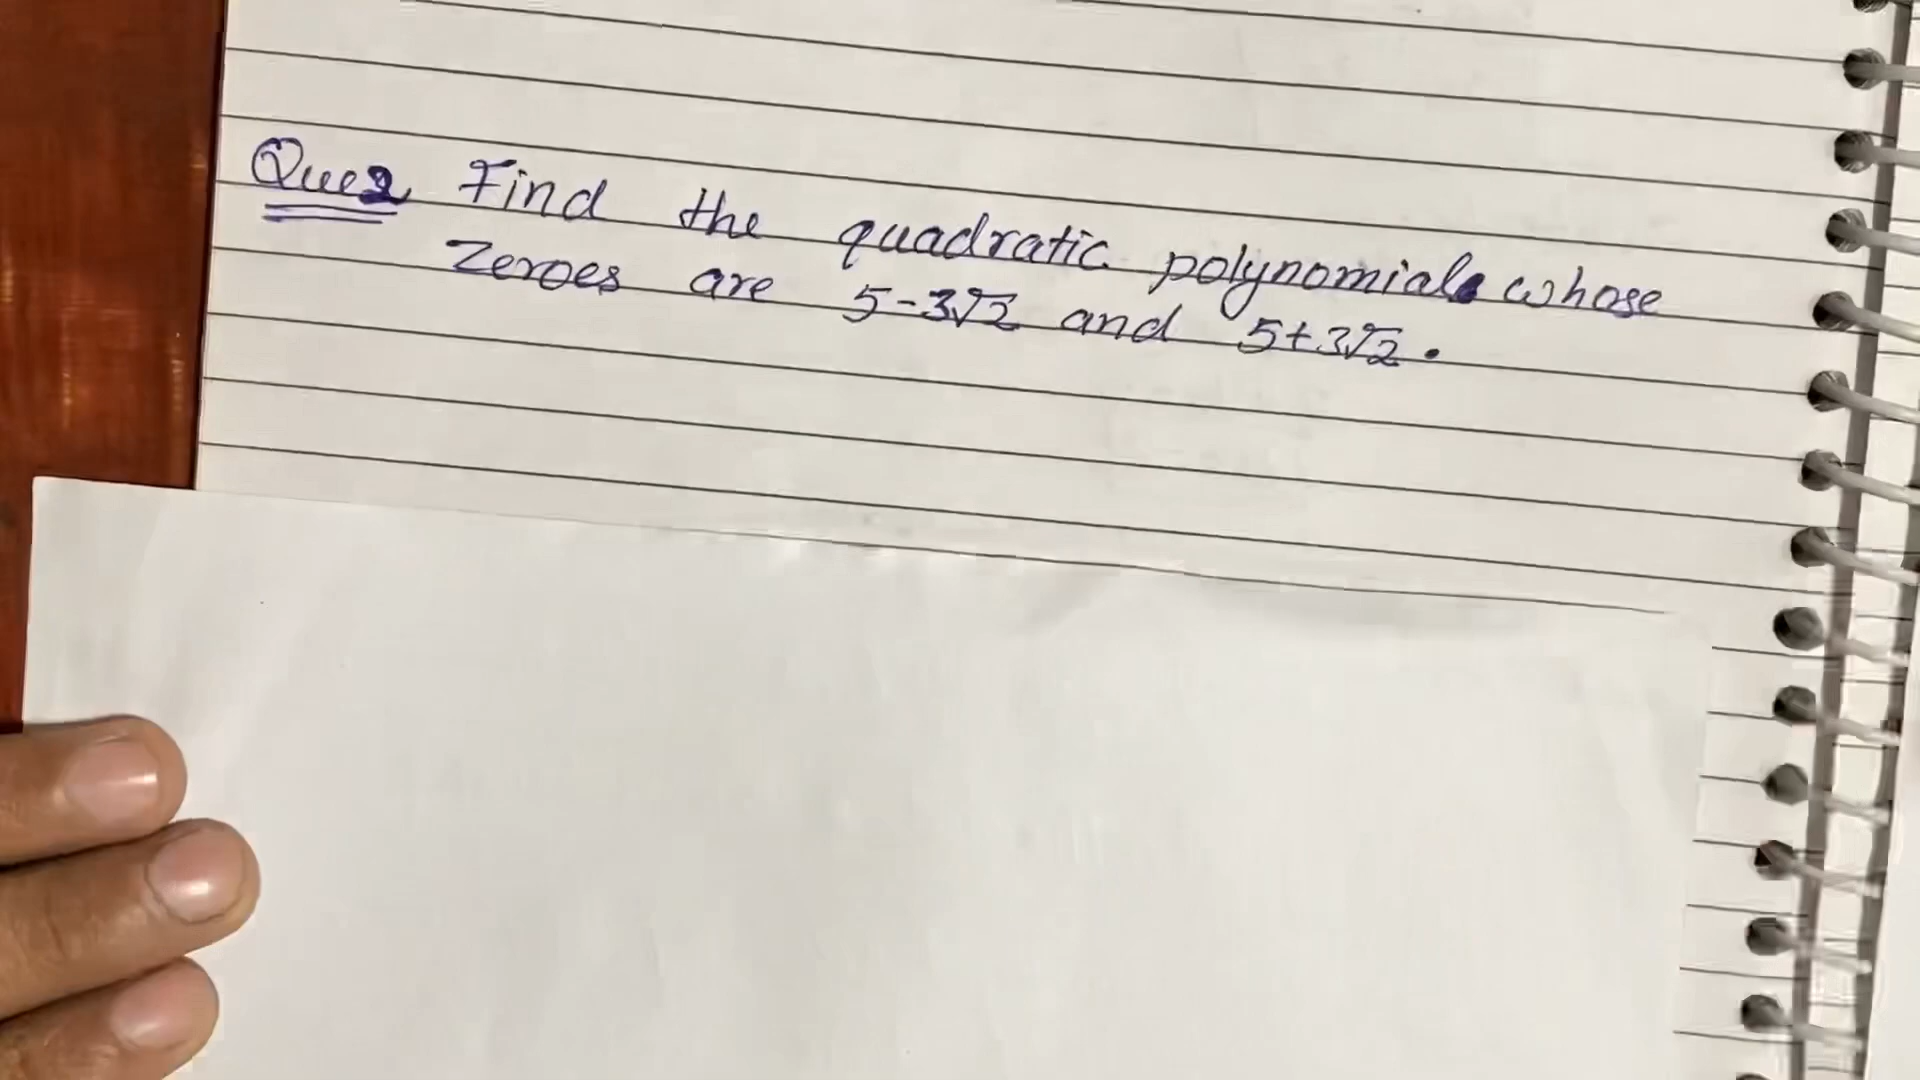 Que2 Find the quadratic polynomial whose
Zeroes are 5-3√2 and 5+3√2.